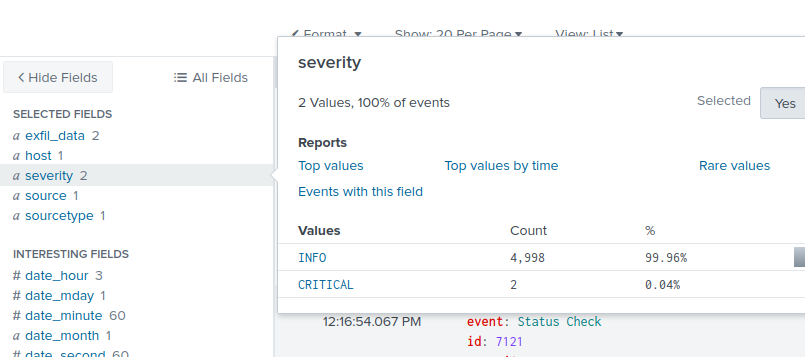 Format Show: 20 Per Page View: List
severity
Hide Fields All Fields
2 Values, 100% of events Selected Yes
SELECTED FIELDS
a exfil_data 2
a host 1
a severity 2
a source 1
a sourcetype 1
Reports
Top values Top values by time Rare values
Events with this field
Values Count %
INFO 4,998 99.96%
CRITICAL 2 0.04%
INTERESTING FIELDS
# date_hour 3
# date_mday 1
# date_minute 60
a date_month 1
# date_second 60
12:16:54.067 PM event: Status Check
id: 7121